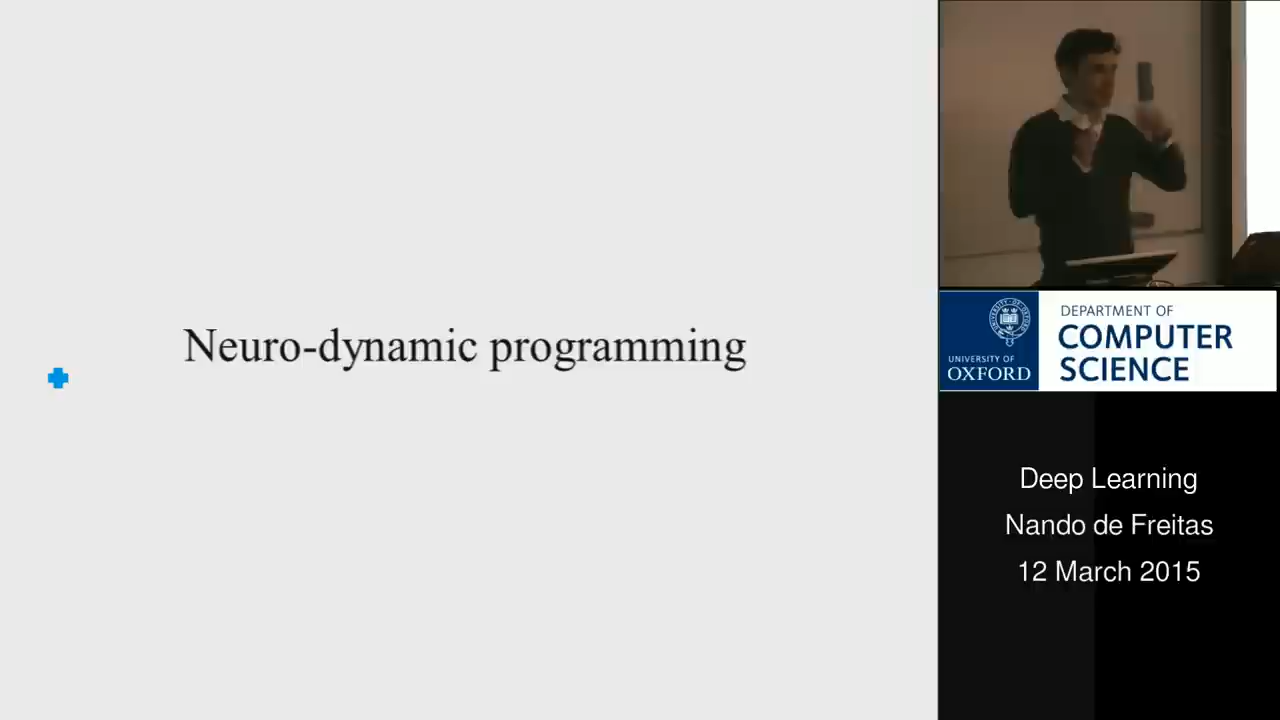 Neuro-dynamic programming
UNIVERSITY OF
OXFORD
DEPARTMENT OF
COMPUTER
SCIENCE
Deep Learning
Nando de Freitas
12 March 2015